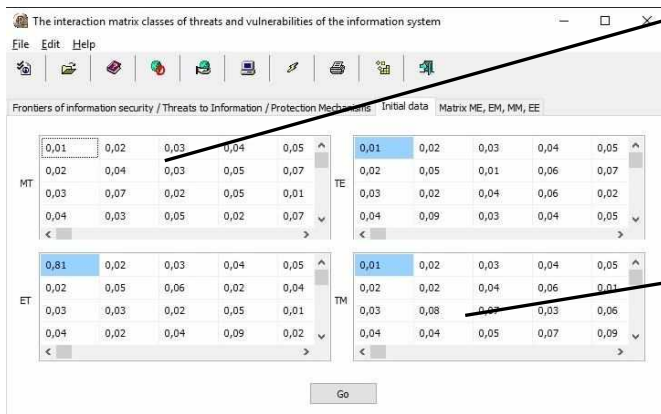 The interaction matrix classes of threats and vulnerabilities of the information system
File Edit Help
Frontiers of information security / Threats to Information / Protection Mechanisms Initial data Matrix ME, EM, MM, EE
MT
0,01 0,02 0,03 0,04 0,05
0,02 0,04 0,03 0,05 0,07
0,03 0,07 0,02 0,05 0,01
0,04 0,03 0,05 0,02 0,07
TE
0,01 0,02 0,03 0,04 0,05
0,02 0,05 0,01 0,06 0,07
0,03 0,02 0,04 0,06 0,02
0,04 0,09 0,03 0,04 0,05
ET
0,81 0,02 0,03 0,04 0,05
0,02 0,05 0,06 0,02 0,04
0,03 0,03 0,02 0,05 0,01
0,04 0,02 0,04 0,09 0,02
TM
0,01 0,02 0,03 0,04 0,05
0,02 0,02 0,04 0,06 0,01
0,03 0,08 0,07 0,03 0,06
0,04 0,04 0,05 0,07 0,09
Go